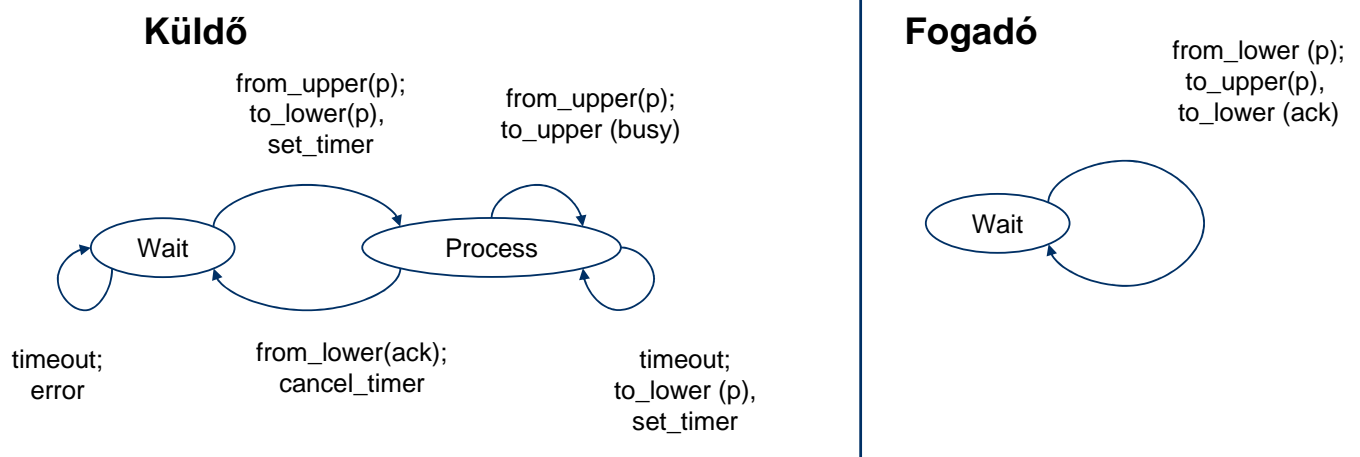 Küldő
from_upper(p);
to_lower(p),
set_timer
from_upper(p);
to_upper (busy)
Wait
Process
timeout;
error
from_lower(ack);
cancel_timer
timeout;
to_lower (p),
set_timer
Fogadó
from_lower (p);
to_upper(p),
to_lower (ack)
Wait